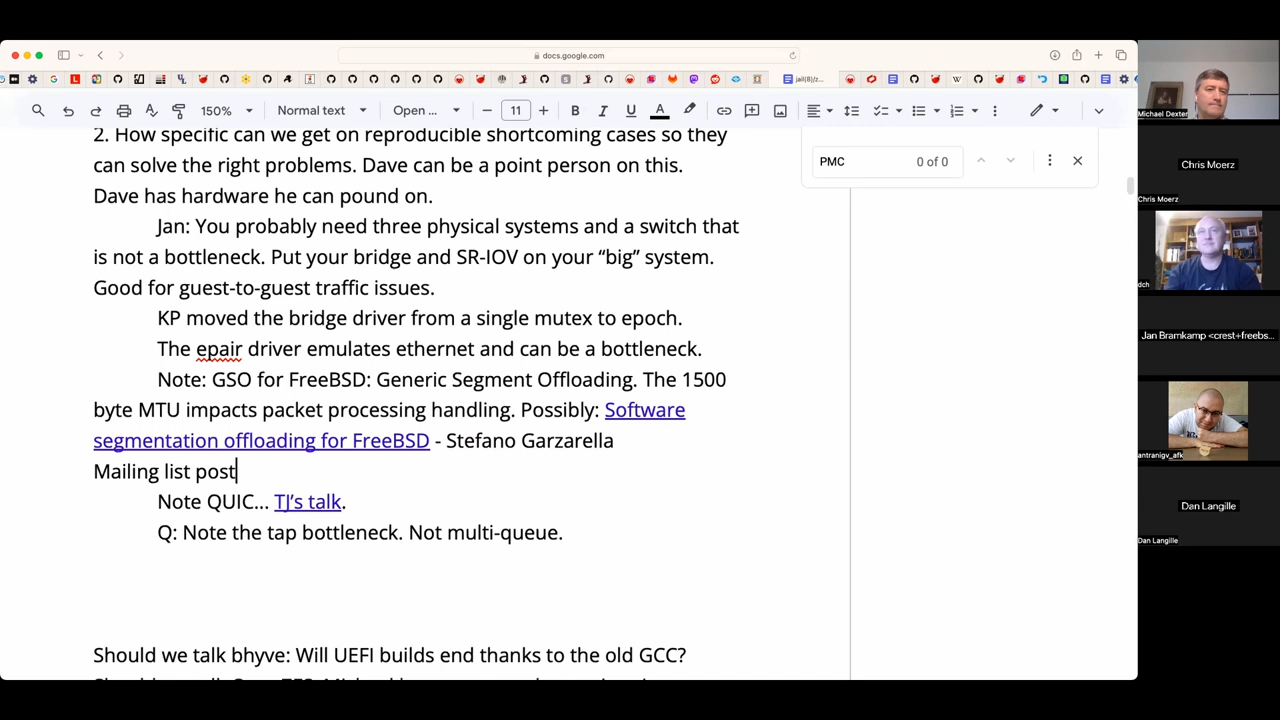 docs.google.com
jail(8)/z...
150%
Normal text
Open ...
11
2. How specific can we get on reproducible shortcoming cases so they
can solve the right problems. Dave can be a point person on this.
Dave has hardware he can pound on.
Jan: You probably need three physical systems and a switch that
is not a bottleneck. Put your bridge and SR-IOV on your “big” system.
Good for guest-to-guest traffic issues.
KP moved the bridge driver from a single mutex to epoch.
The epair driver emulates ethernet and can be a bottleneck.
Note: GSO for FreeBSD: Generic Segment Offloading. The 1500
byte MTU impacts packet processing handling. Possibly: Software
segmentation offloading for FreeBSD - Stefano Garzarella
Mailing list post
Note QUIC... TJ’s talk.
Q: Note the tap bottleneck. Not multi-queue.
Should we talk bhyve: Will UEFI builds end thanks to the old GCC?
PMC
0 of 0
Michael Dexter
Chris Moerz
Chris Moerz
dch
Jan Bramkamp <crest+freebs...
antranigv_afk
Dan Langille
Dan Langille